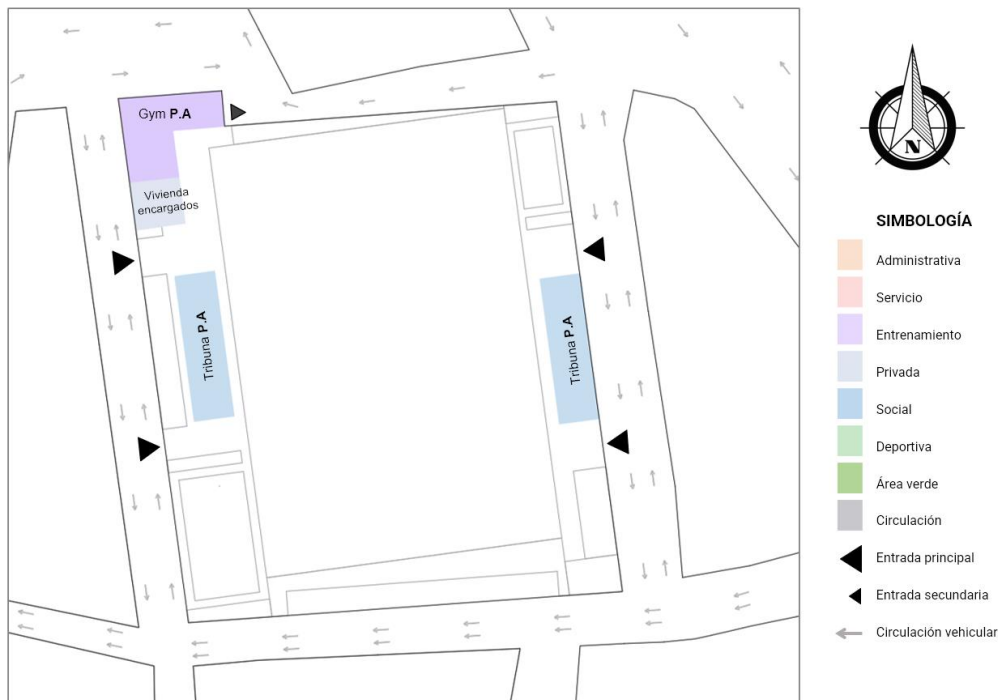 Gym P.A
Vivienda
encargados
Tribuna P.A
Tribuna P.A
N
SIMBOLOGÍA
Administrativa
Servicio
Entrenamiento
Privada
Social
Deportiva
Área verde
Circulación
Entrada principal
Entrada secundaria
Circulación vehicular